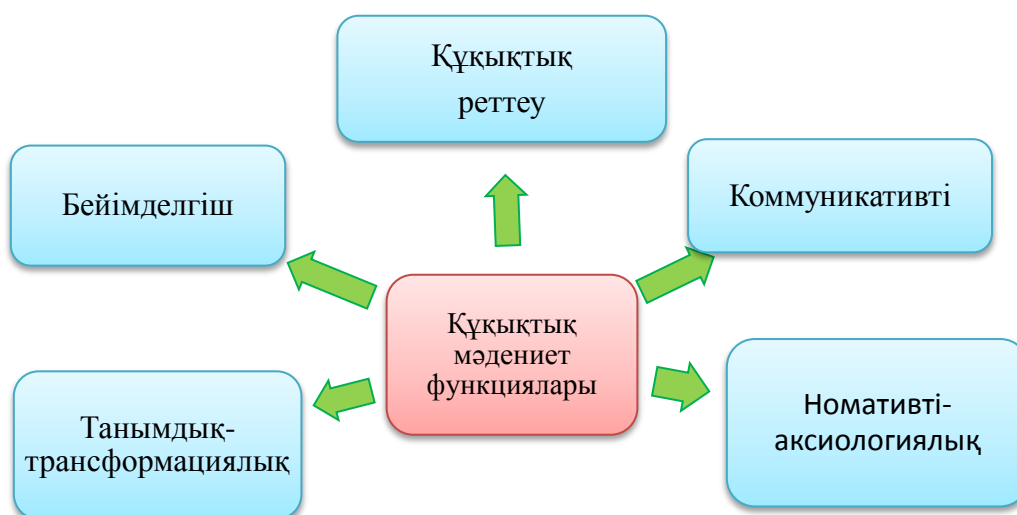 Құқықтық
реттеу
Бейімделгіш
Коммуникативті
Құқықтық
мәдениет
функциялары
Танымдық-
трансформациялық
Номативті-
аксиологиялық